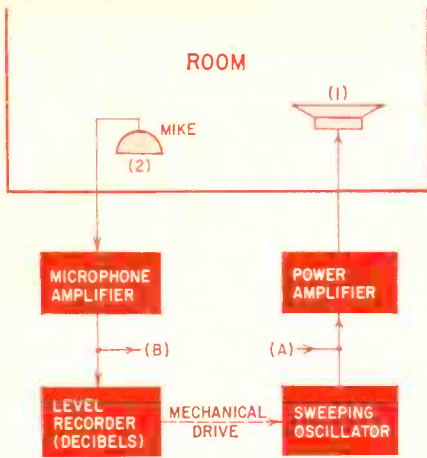 ROOM
(1)
MIKE
(2)
MICROPHONE
AMPLIFIER
POWER
AMPLIFIER
(B)
(A)
LEVEL
RECORDER
(DECIBELS)
MECHANICAL
DRIVE
SWEEPING
OSCILLATOR